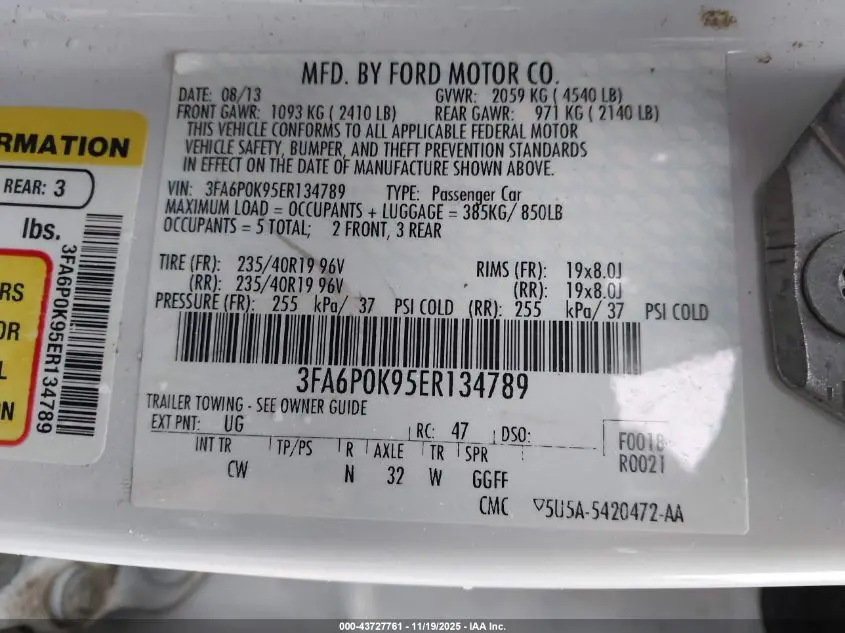 MFD. BY FORD MOTOR CO.
DATE: 08/13 GVWR: 2059 KG ( 4540 LB)
FRONT GAWR: 1093 KG ( 2410 LB) REAR GAWR: 971 KG ( 2140 LB)
THIS VEHICLE CONFORMS TO ALL APPLICABLE FEDERAL MOTOR
VEHICLE SAFETY, BUMPER, AND THEFT PREVENTION STANDARDS
IN EFFECT ON THE DATE OF MANUFACTURE SHOWN ABOVE.
VIN: 3FA6P0K95ER134789 TYPE: Passenger Car
MAXIMUM LOAD = OCCUPANTS + LUGGAGE = 385KG/ 850LB
OCCUPANTS = 5 TOTAL; 2 FRONT, 3 REAR
TIRE (FR): 235/40R19 96V RIMS (FR): 19x8.0J
(RR): 235/40R19 96V (RR): 19x8.0J
PRESSURE (FR): 255 kPa/ 37 PSI COLD (RR): 255 kPa/ 37 PSI COLD
3FA6P0K95ER134789
TRAILER TOWING - SEE OWNER GUIDE
EXT PNT: UG RC: 47 DSO:
INT TR TP/PS R AXLE TR SPR
CW N 32 W GGFF
F0018
R0021
CMC ▽5U5A-5420472-AA
RMATION
REAR: 3
lbs.
3FA6P0K95ER134789
RS
OR
L
N
000-43727761 - 11/19/2025 - IAA Inc.